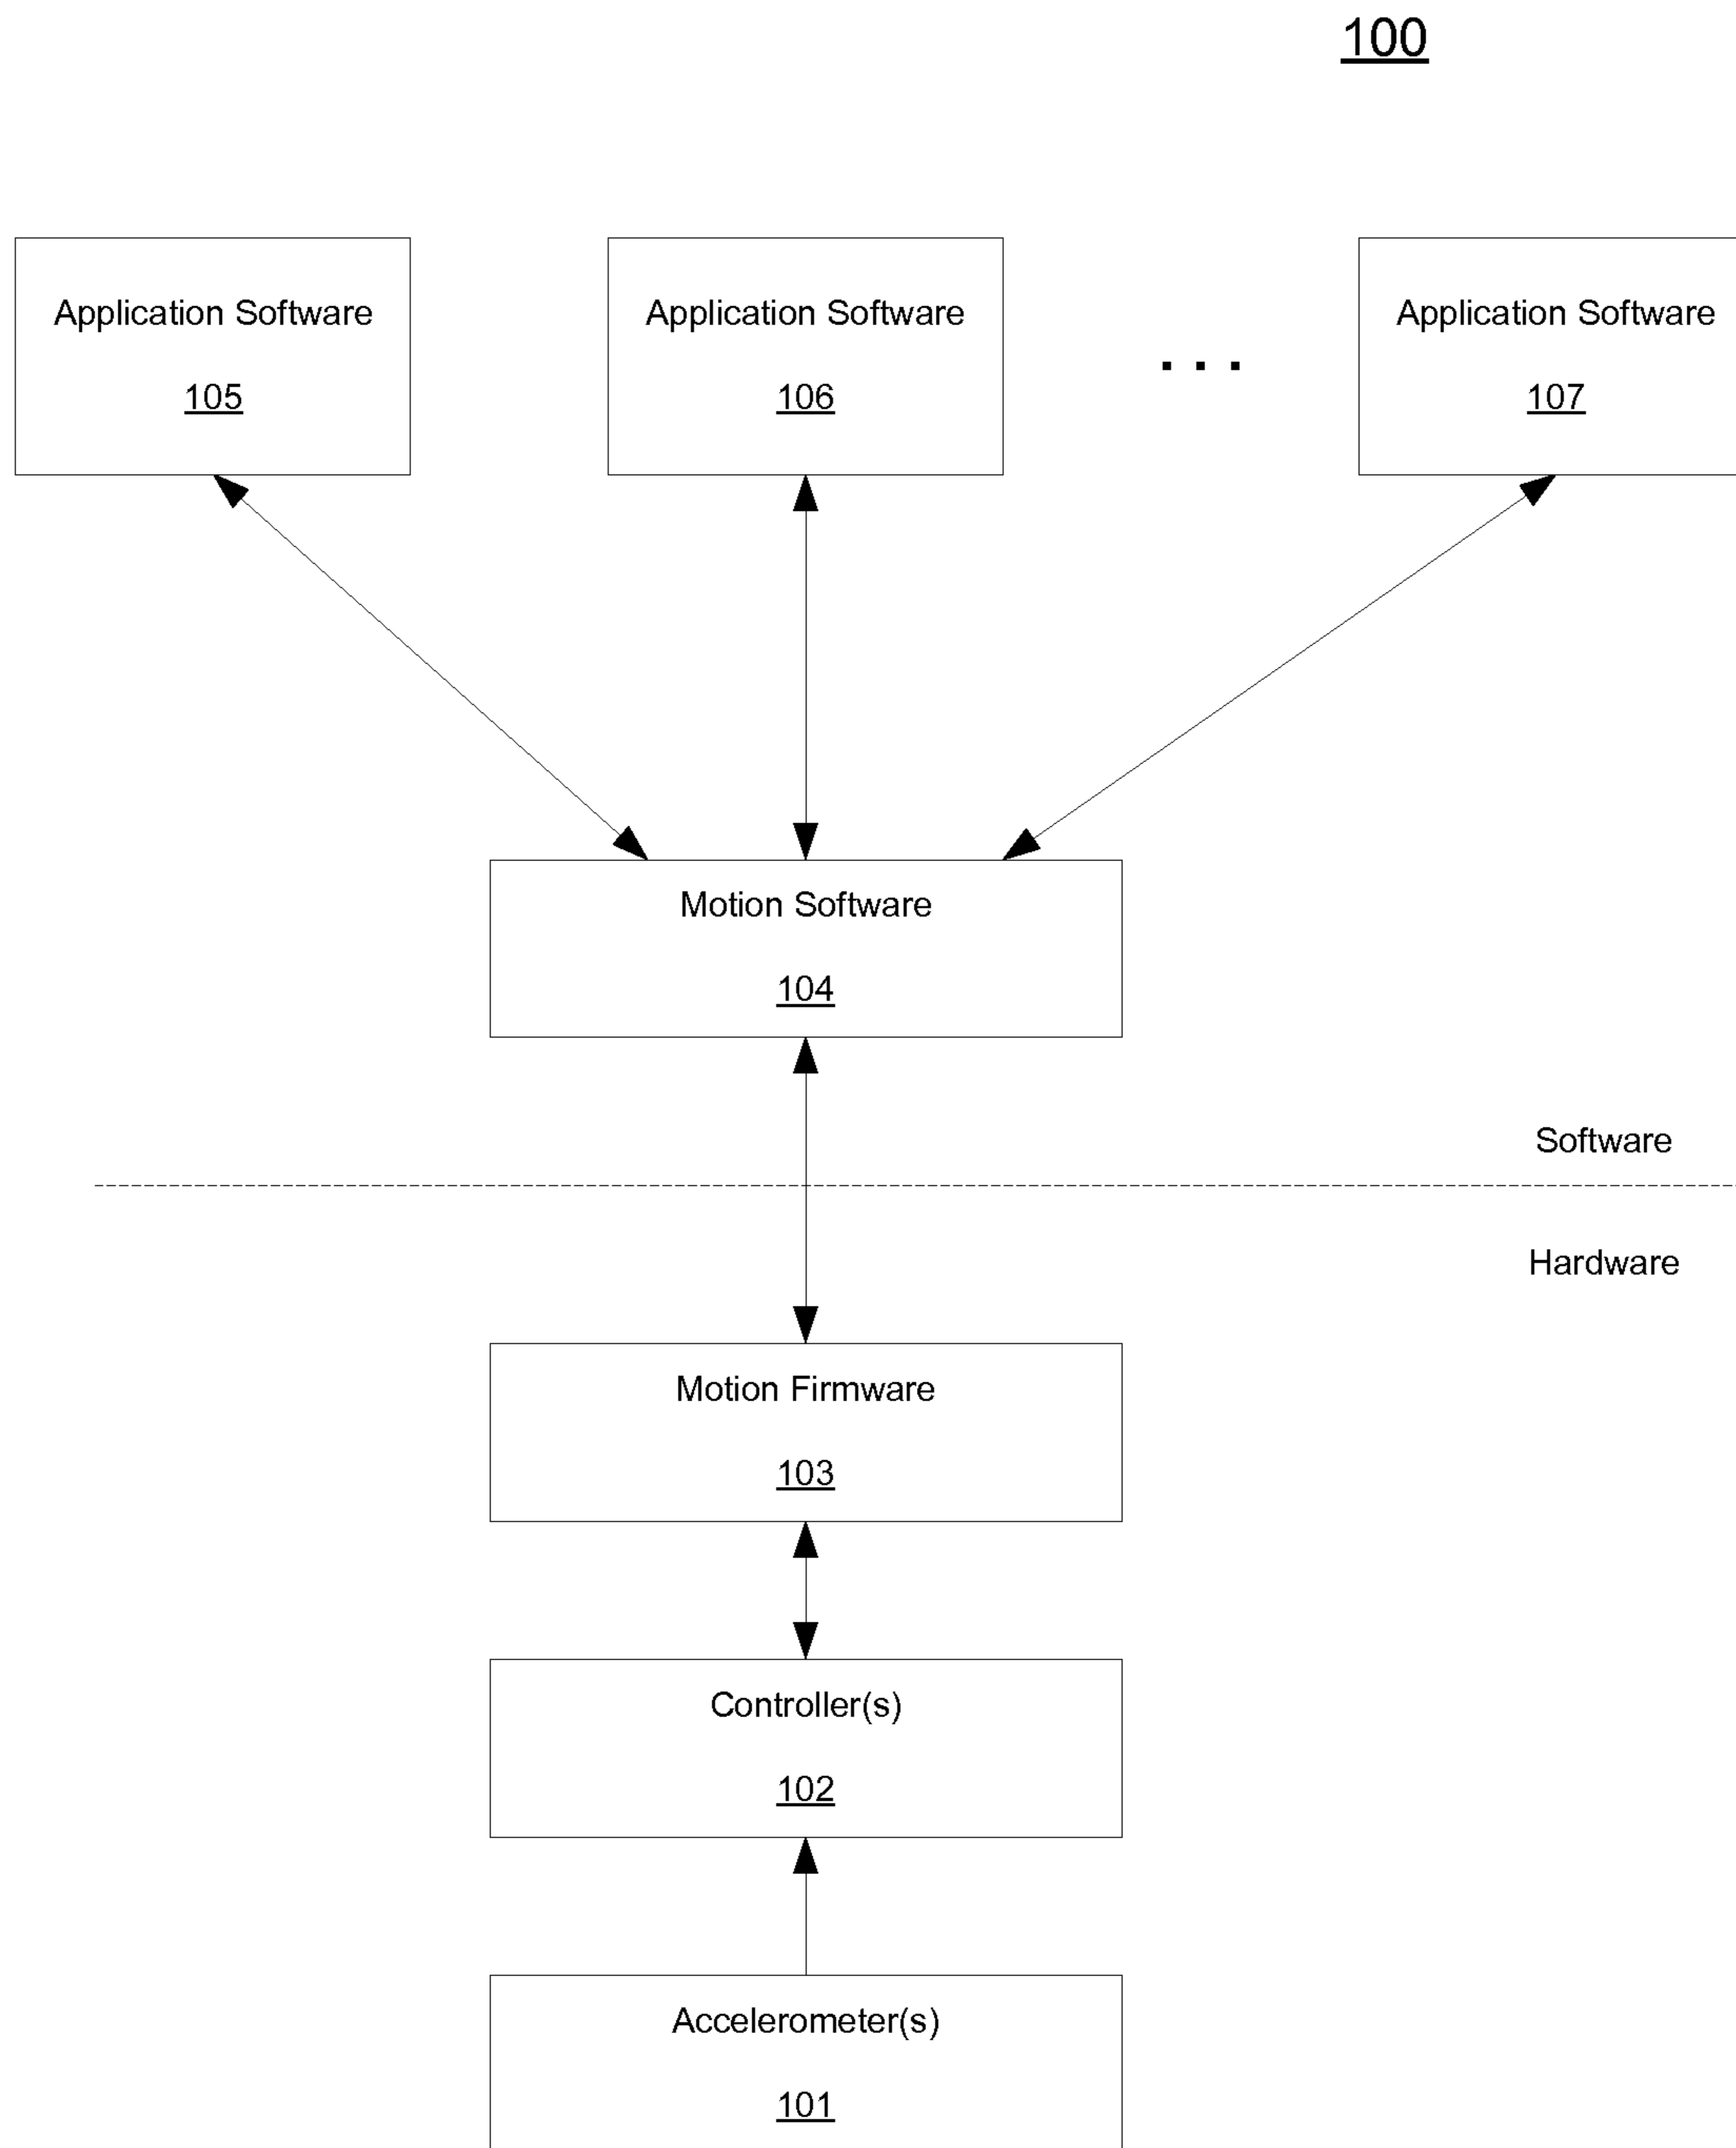 100
Application Software
105
Application Software
106
. . .
Application Software
107
Motion Software
104
Software
Hardware
Motion Firmware
103
Controller(s)
102
Accelerometer(s)
101